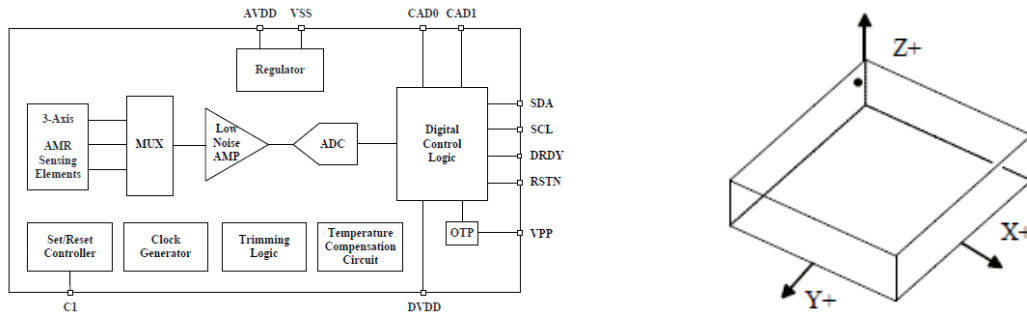 AVDD VSS CAD0 CAD1
Regulator
3-Axis
AMR
Sensing
Elements
MUX
Low
Noise
AMP
ADC
Digital
Control
Logic
SDA
SCL
DRDY
RSTN
OTP
VPP
Set/Reset
Controller
Clock
Generator
Trimming
Logic
Temperature
Compensation
Circuit
C1
DVDD
Z+
X+
Y+